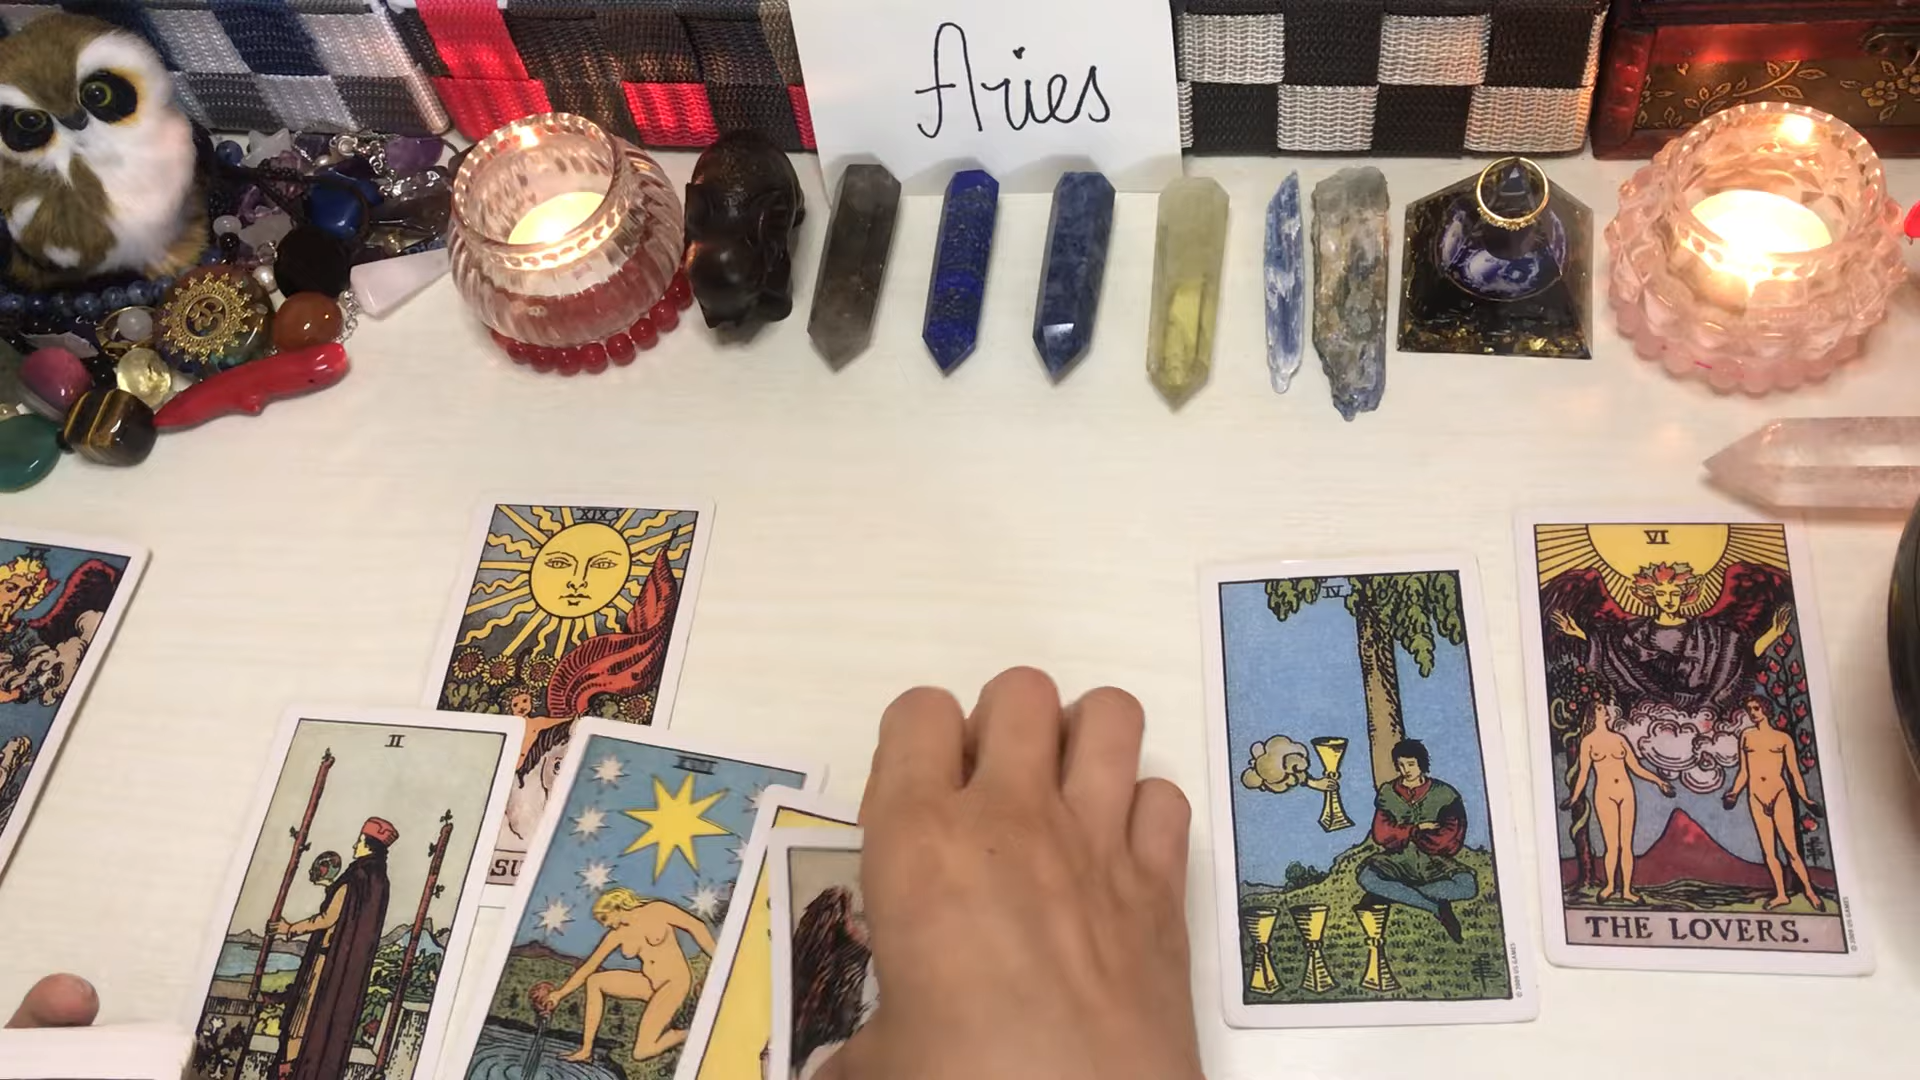 Aries
XIX
VI
IV
II
SU
THE LOVERS.